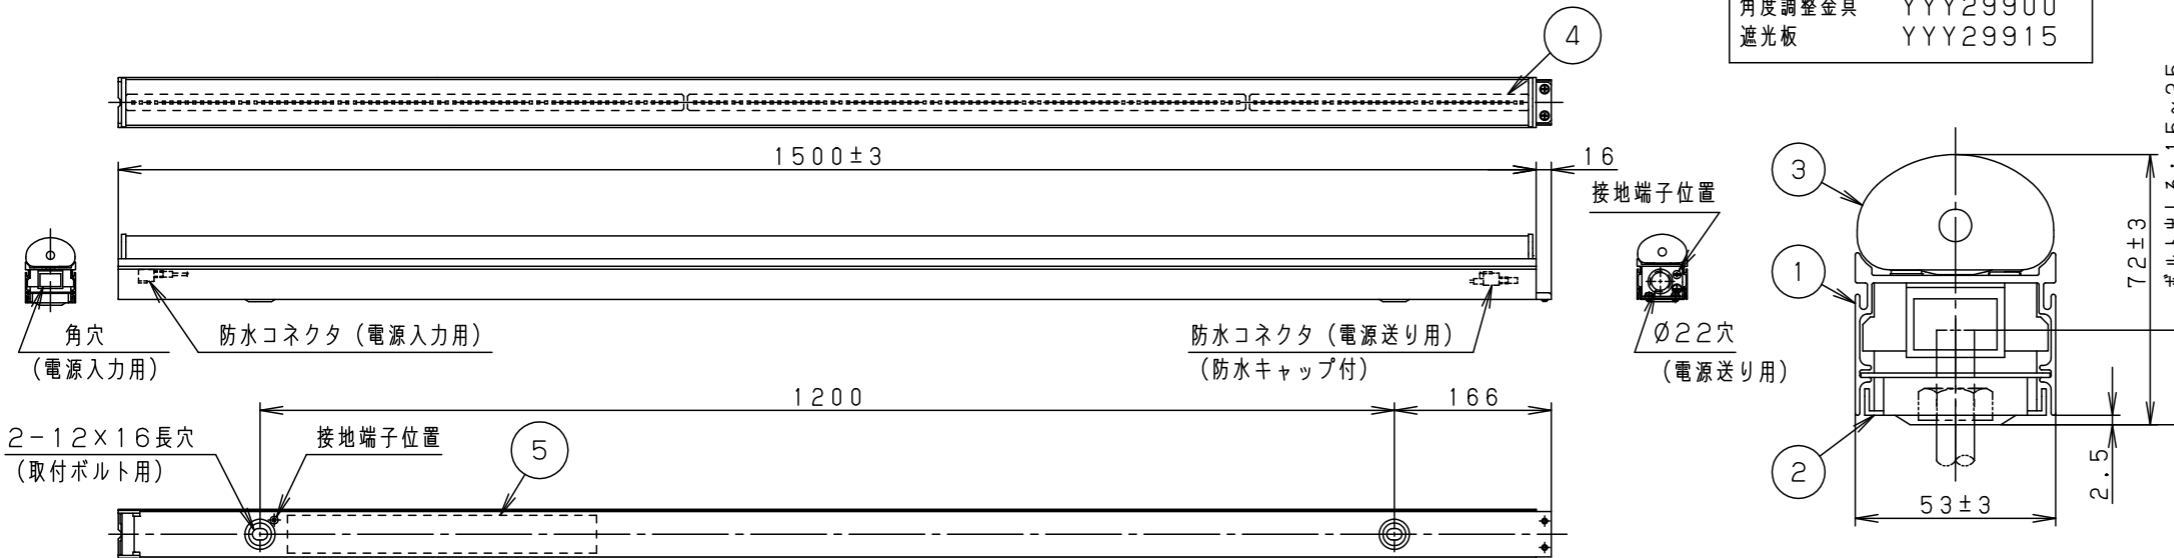 角度調整金具 YYY29900
遮光板 YYY29915
4
1500±3
16
接地端子位置
3
1
72±3
角穴
(電源入力用)
防水コネクタ (電源入力用)
防水コネクタ (電源送り用)
(防水キャップ付)
Ø22穴
(電源送り用)
1200
166
2-12×16長穴
(取付ボルト用)
接地端子位置
5
2
2.5
53±3